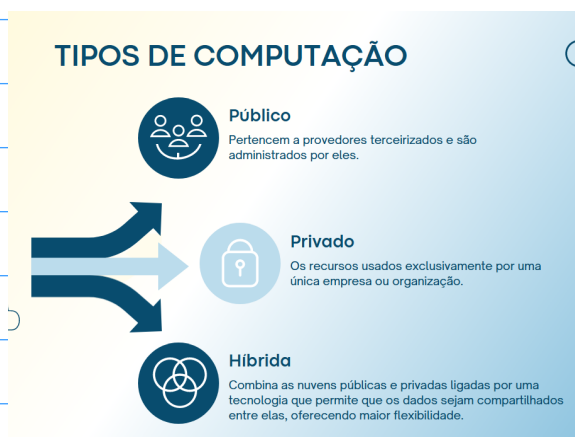 TIPOS DE COMPUTAÇÃO
Público
Pertencem a provedores terceirizados e são
administrados por eles.
Privado
Os recursos usados exclusivamente por uma
única empresa ou organização.
Híbrida
Combina as nuvens públicas e privadas ligadas por uma
tecnologia que permite que os dados sejam compartilhados
entre elas, oferecendo maior flexibilidade.